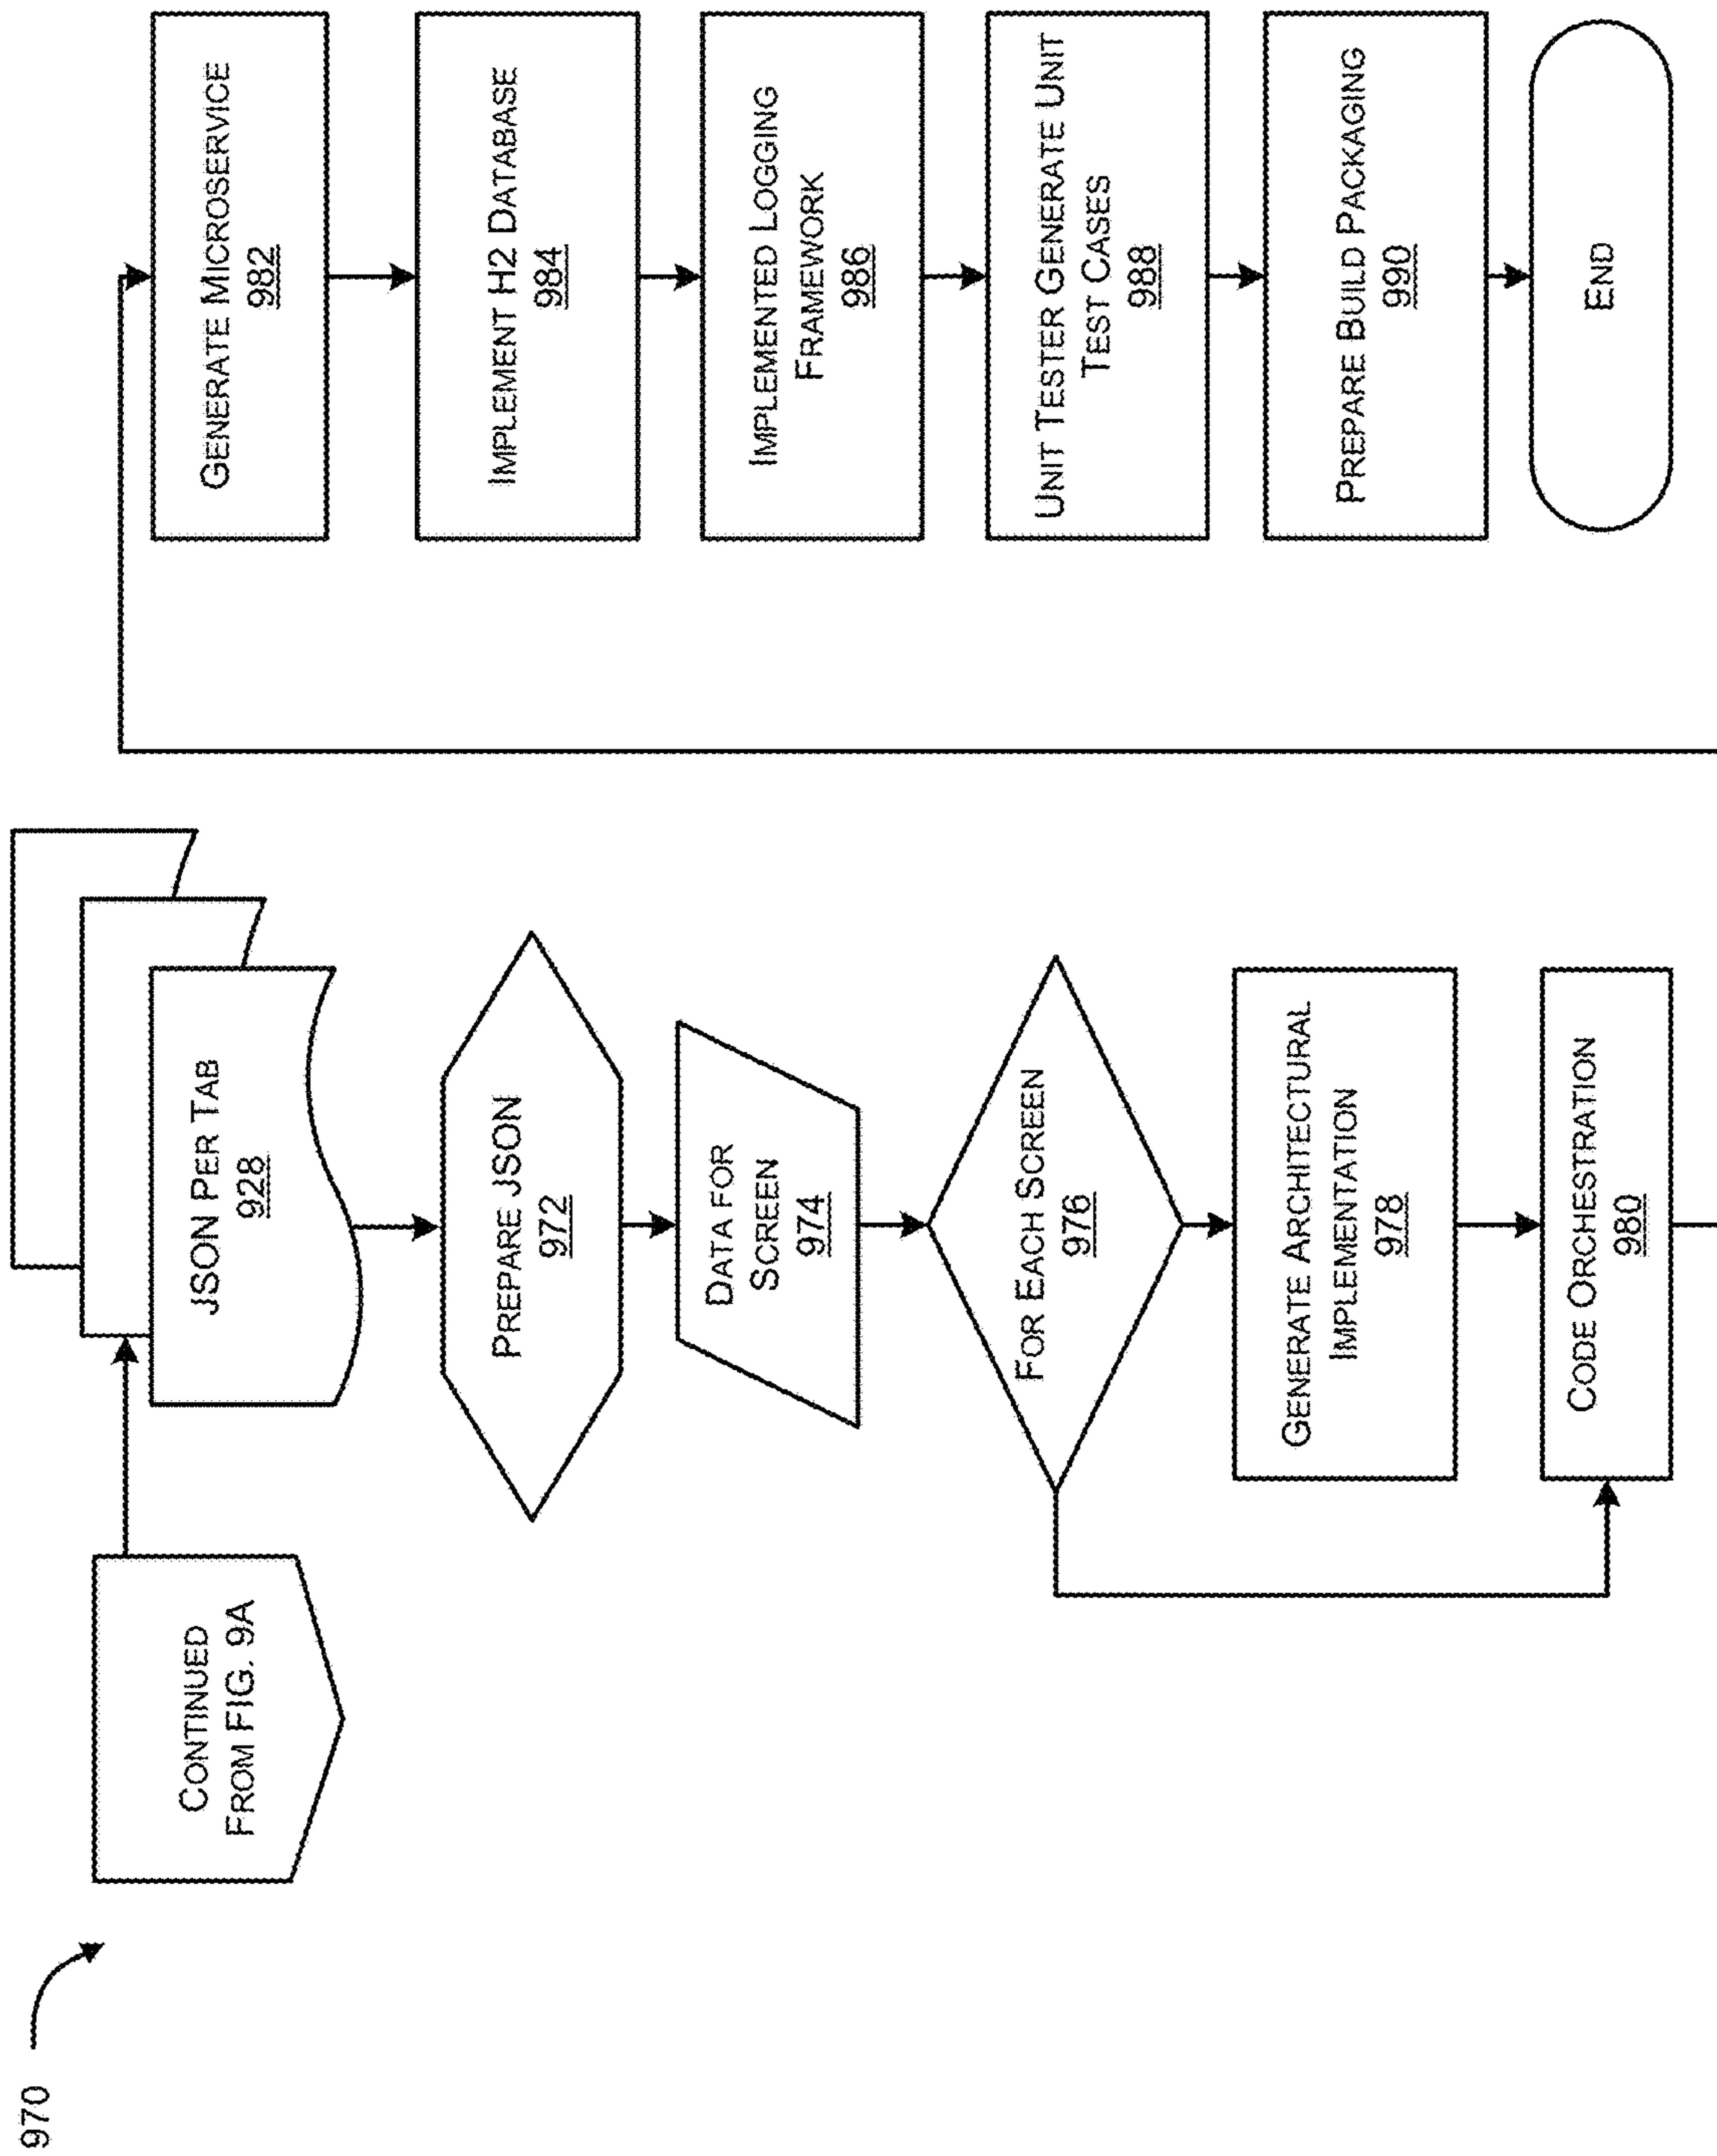 970
CONTINUED
FROM FIG. 9A
JSON PER TAB
928
PREPARE JSON
972
DATA FOR
SCREEN
974
FOR EACH SCREEN
976
GENERATE ARCHITECTURAL
IMPLEMENTATION
978
CODE ORCHESTRATION
980
GENERATE MICROSERVICE
982
IMPLEMENT H2 DATABASE
984
IMPLEMENTED LOGGING
FRAMEWORK
986
UNIT TESTER GENERATE UNIT
TEST CASES
988
PREPARE BUILD PACKAGING
990
END